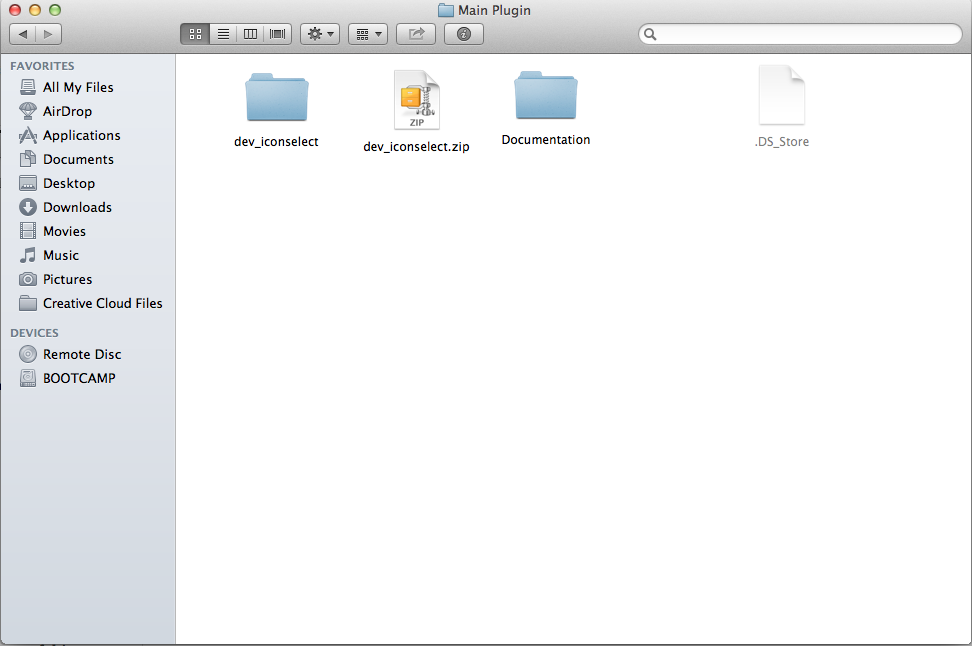 Main Plugin
FAVORITES
All My Files
AirDrop
Applications
Documents
Desktop
Downloads
Movies
Music
Pictures
Creative Cloud Files
DEVICES
Remote Disc
BOOTCAMP
ZIP
dev_iconselect
dev_iconselect.zip
Documentation
.DS_Store